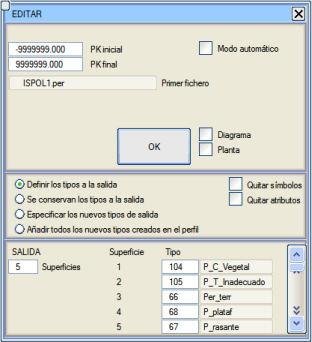 EDITAR
-9999999.000 PK inicial Modo automático
9999999.000 PK final
ISPOL1.per Primer fichero
Diagrama
OK
Planta
Definir los tipos a la salida Quitar símbolos
Se conservan los tipos a la salida Quitar atributos
Especificar los nuevos tipos de salida
Añadir todos los nuevos tipos creados en el perfil
SALIDA Superficie Tipo
5 Superficies 1 104 P_C_Vegetal
2 105 P_T_Inadecuado
3 66 Per_terr
4 68 P_plataf
5 67 P_rasante